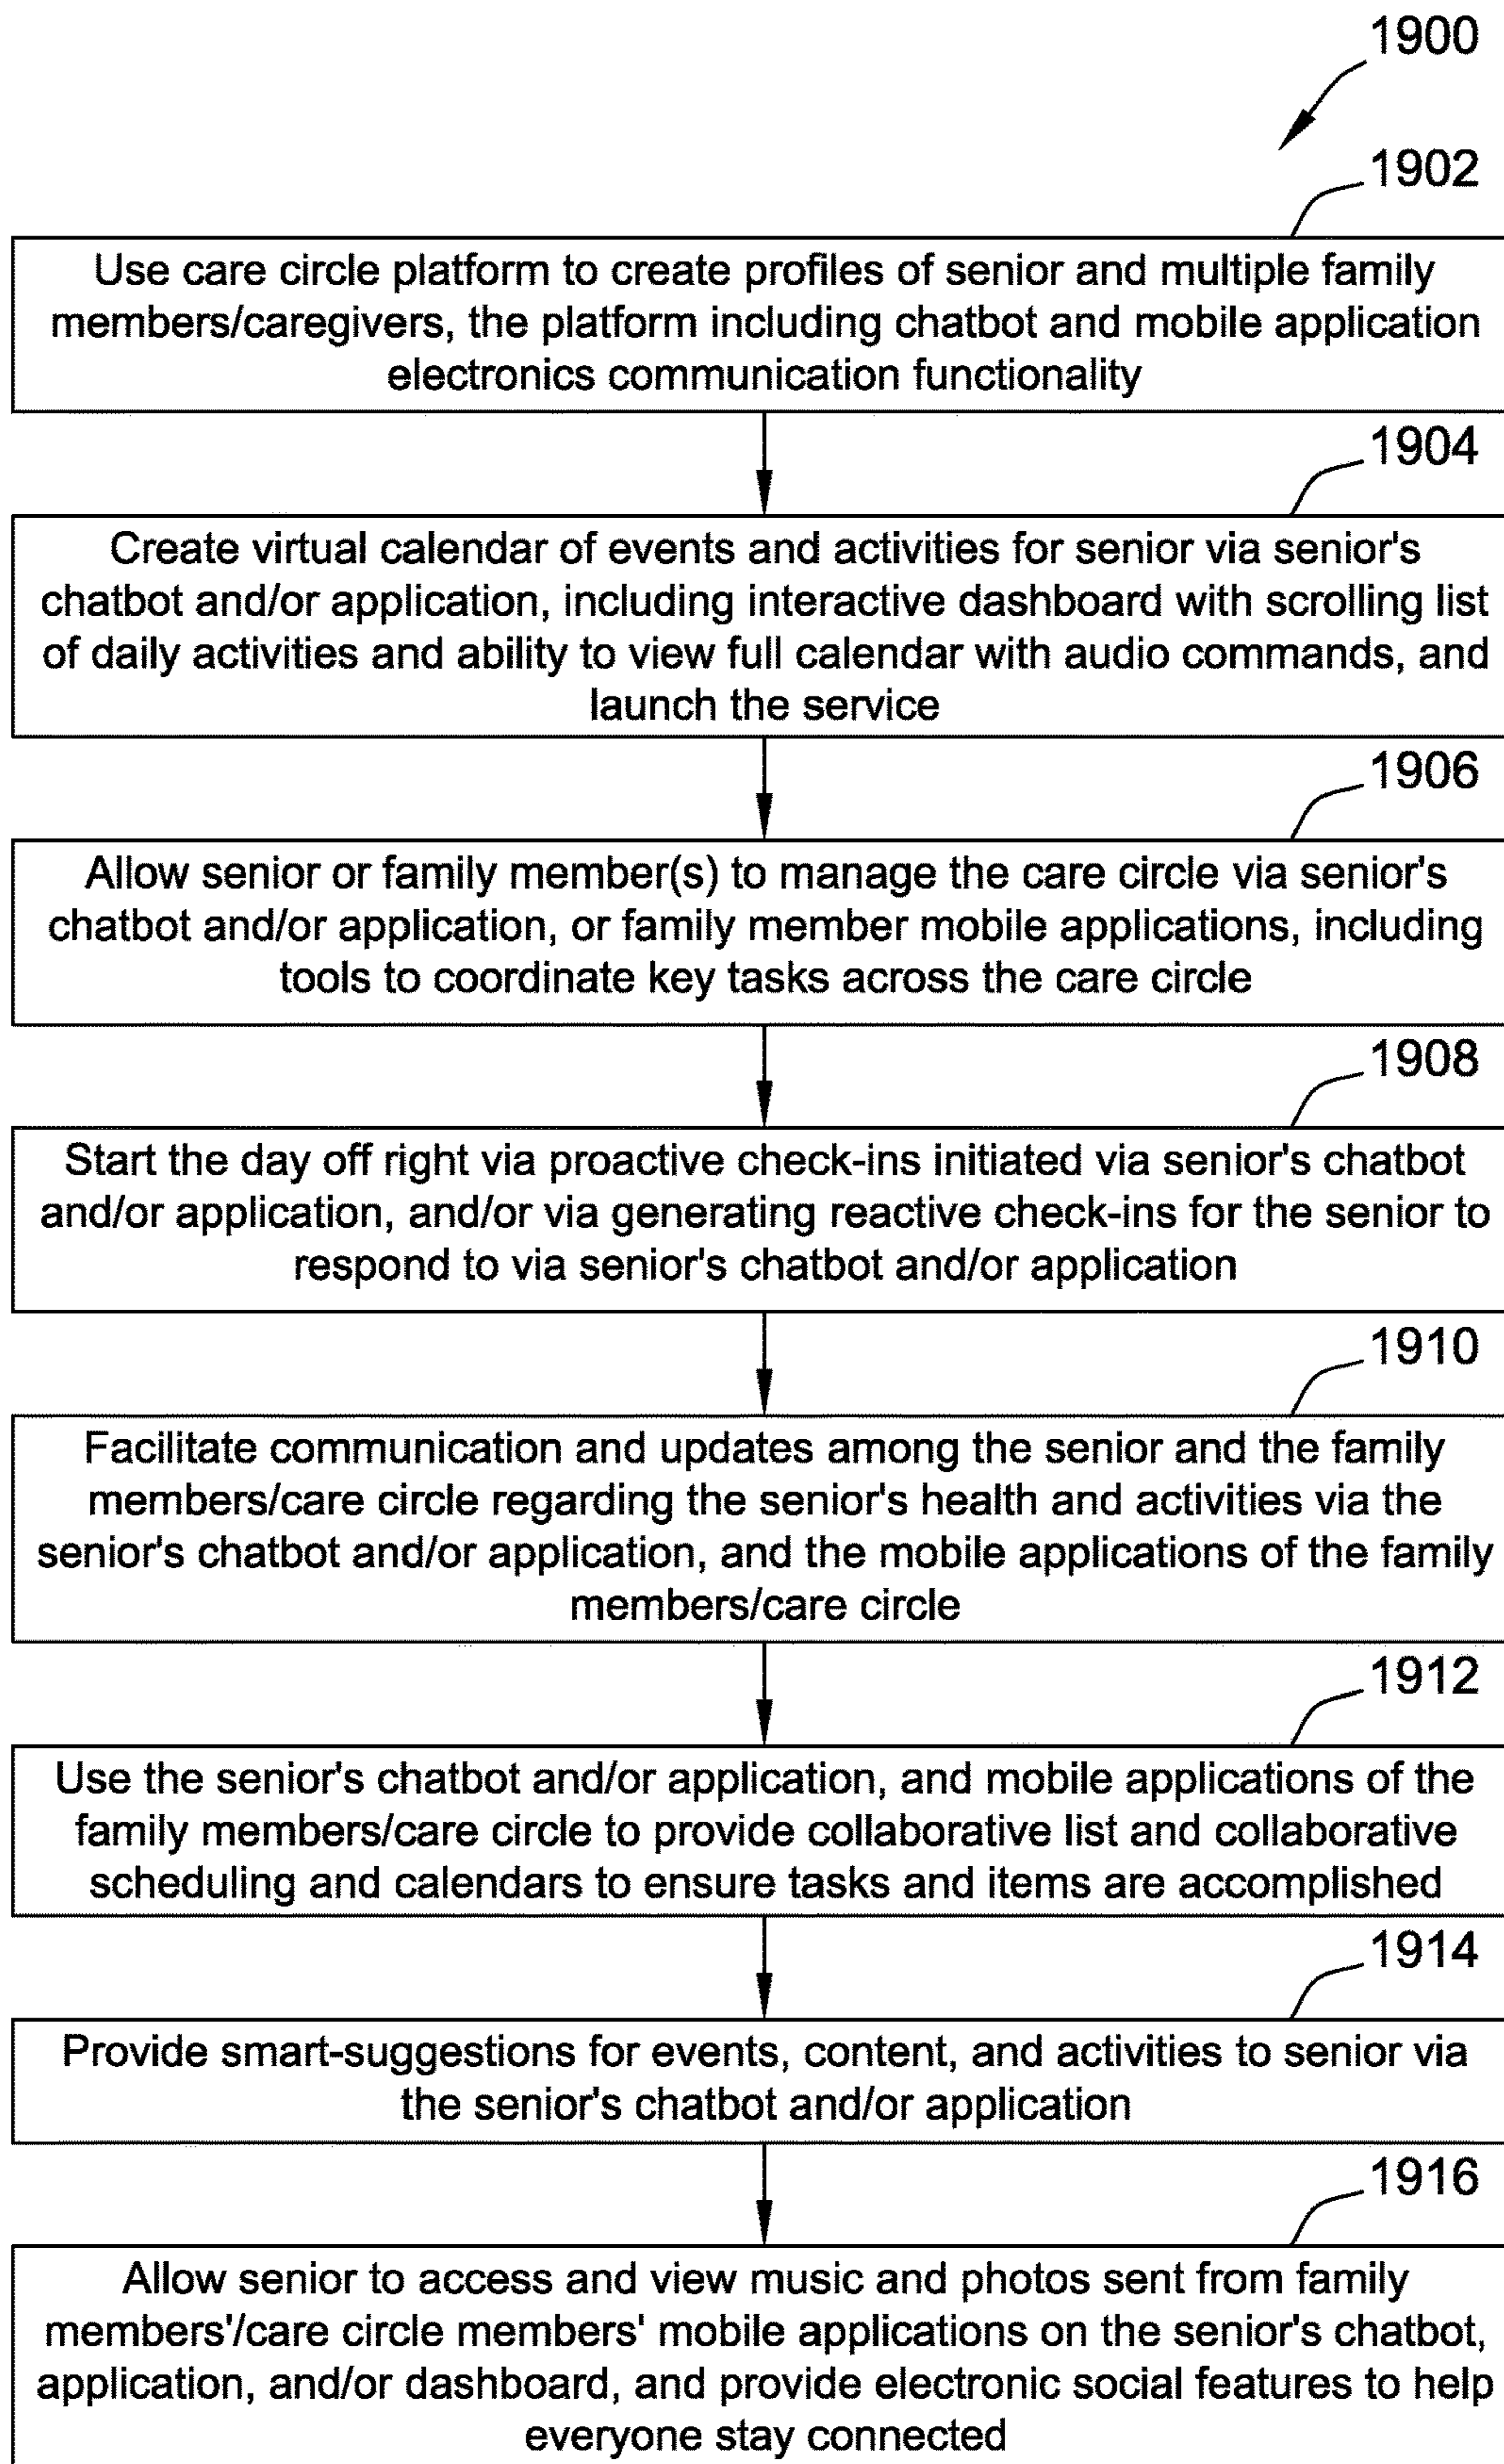 1900
1902
Use care circle platform to create profiles of senior and multiple family
members/caregivers, the platform including chatbot and mobile application
electronics communication functionality
1904
Create virtual calendar of events and activities for senior via senior's
chatbot and/or application, including interactive dashboard with scrolling list
of daily activities and ability to view full calendar with audio commands, and
launch the service
1906
Allow senior or family member(s) to manage the care circle via senior's
chatbot and/or application, or family member mobile applications, including
tools to coordinate key tasks across the care circle
1908
Start the day off right via proactive check-ins initiated via senior's chatbot
and/or application, and/or via generating reactive check-ins for the senior to
respond to via senior's chatbot and/or application
1910
Facilitate communication and updates among the senior and the family
members/care circle regarding the senior's health and activities via the
senior's chatbot and/or application, and the mobile applications of the family
members/care circle
1912
Use the senior's chatbot and/or application, and mobile applications of the
family members/care circle to provide collaborative list and collaborative
scheduling and calendars to ensure tasks and items are accomplished
1914
Provide smart-suggestions for events, content, and activities to senior via
the senior's chatbot and/or application
1916
Allow senior to access and view music and photos sent from family
members'/care circle members' mobile applications on the senior's chatbot,
application, and/or dashboard, and provide electronic social features to help
everyone stay connected